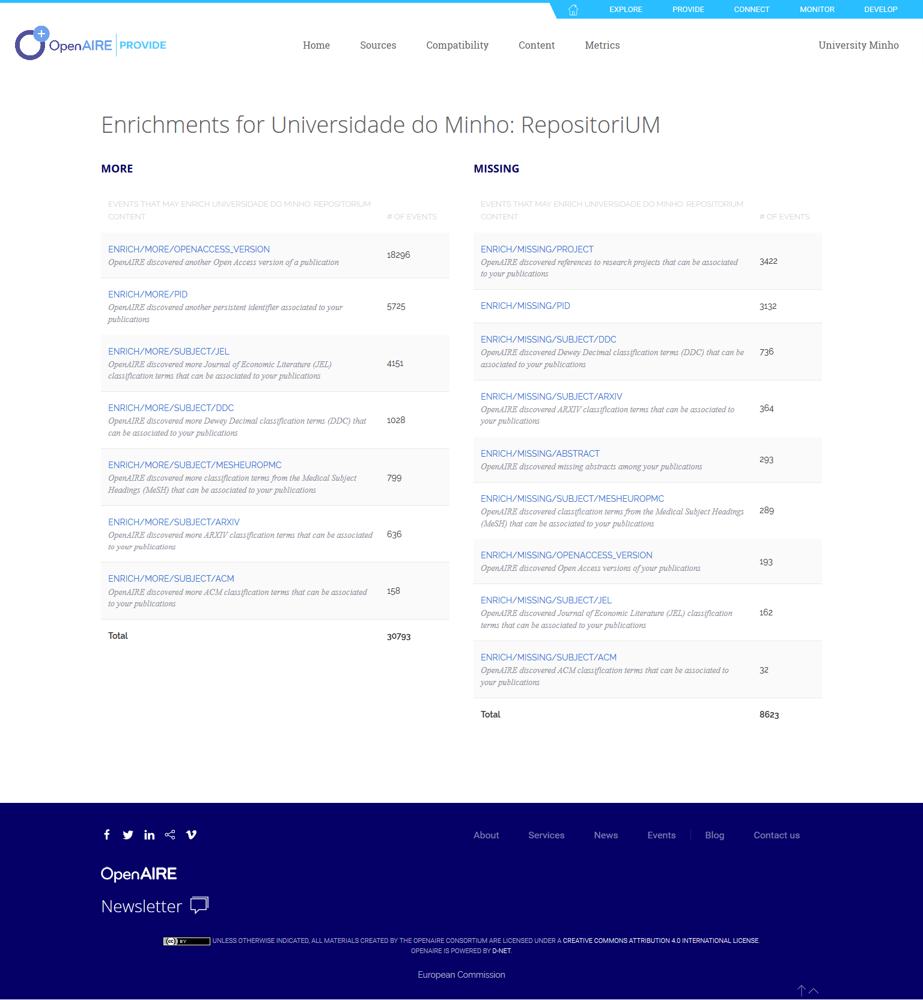 EXPLORE PROVIDE CONNECT MONITOR DEVELOP
OpenAIRE PROVIDE
Home Sources Compatibility Content Metrics University Minho
Enrichments for Universidade do Minho: RepositoriUM
MORE
EVENTS THAT MAY ENRICH UNIVERSIDADE DO MINHO: REPOSITORIUM
CONTENT # OF EVENTS
ENRICH/MORE/OPENACCESS_VERSION
OpenAIRE discovered another Open Access version of a publication
18296
ENRICH/MORE/PID
OpenAIRE discovered another persistent identifier associated to your
publications
5725
ENRICH/MORE/SUBJECT/JEL
OpenAIRE discovered more Journal of Economic Literature (JEL)
classification terms that can be associated to your publications
4151
ENRICH/MORE/SUBJECT/DDC
OpenAIRE discovered more Dewey Decimal classification terms (DDC) that
can be associated to your publications
1028
ENRICH/MORE/SUBJECT/MESHEUROPMC
OpenAIRE discovered more classification terms from the Medical Subject
Headings (MeSH) that can be associated to your publications
799
ENRICH/MORE/SUBJECT/ARXIV
OpenAIRE discovered more ARXIV classification terms that can be associated
to your publications
636
ENRICH/MORE/SUBJECT/ACM
OpenAIRE discovered more ACM classification terms that can be associated
to your publications
158
Total 30793
MISSING
EVENTS THAT MAY ENRICH UNIVERSIDADE DO MINHO: REPOSITORIUM
CONTENT # OF EVENTS
ENRICH/MISSING/PROJECT
OpenAIRE discovered references to research projects that can be associated
to your publications
3422
ENRICH/MISSING/PID
3132
ENRICH/MISSING/SUBJECT/DDC
OpenAIRE discovered Dewey Decimal classification terms (DDC) that can be
associated to your publications
736
ENRICH/MISSING/SUBJECT/ARXIV
OpenAIRE discovered ARXIV classification terms that can be associated to
your publications
364
ENRICH/MISSING/ABSTRACT
OpenAIRE discovered missing abstracts among your publications
293
ENRICH/MISSING/SUBJECT/MESHEUROPMC
OpenAIRE discovered classification terms from the Medical Subject Headings
(MeSH) that can be associated to your publications
289
ENRICH/MISSING/OPENACCESS_VERSION
OpenAIRE discovered Open Access versions of your publications
193
ENRICH/MISSING/SUBJECT/JEL
OpenAIRE discovered Journal of Economic Literature (JEL) classification
terms that can be associated to your publications
162
ENRICH/MISSING/SUBJECT/ACM
OpenAIRE discovered ACM classification terms that can be associated to
your publications
32
Total 8623
About Services News Events Blog Contact us
OpenAIRE
Newsletter
cc BY UNLESS OTHERWISE INDICATED, ALL MATERIALS CREATED BY THE OPENAIRE CONSORTIUM ARE LICENSED UNDER A CREATIVE COMMONS ATTRIBUTION 4.0 INTERNATIONAL LICENSE.
OPENAIRE IS POWERED BY D-NET.
European Commission